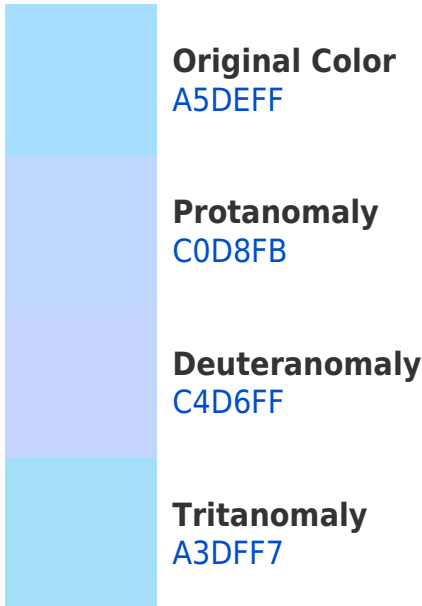 Original Color
A5DEFF
Protanomaly
C0D8FB
Deuteranomaly
C4D6FF
Tritanomaly
A3DFF7